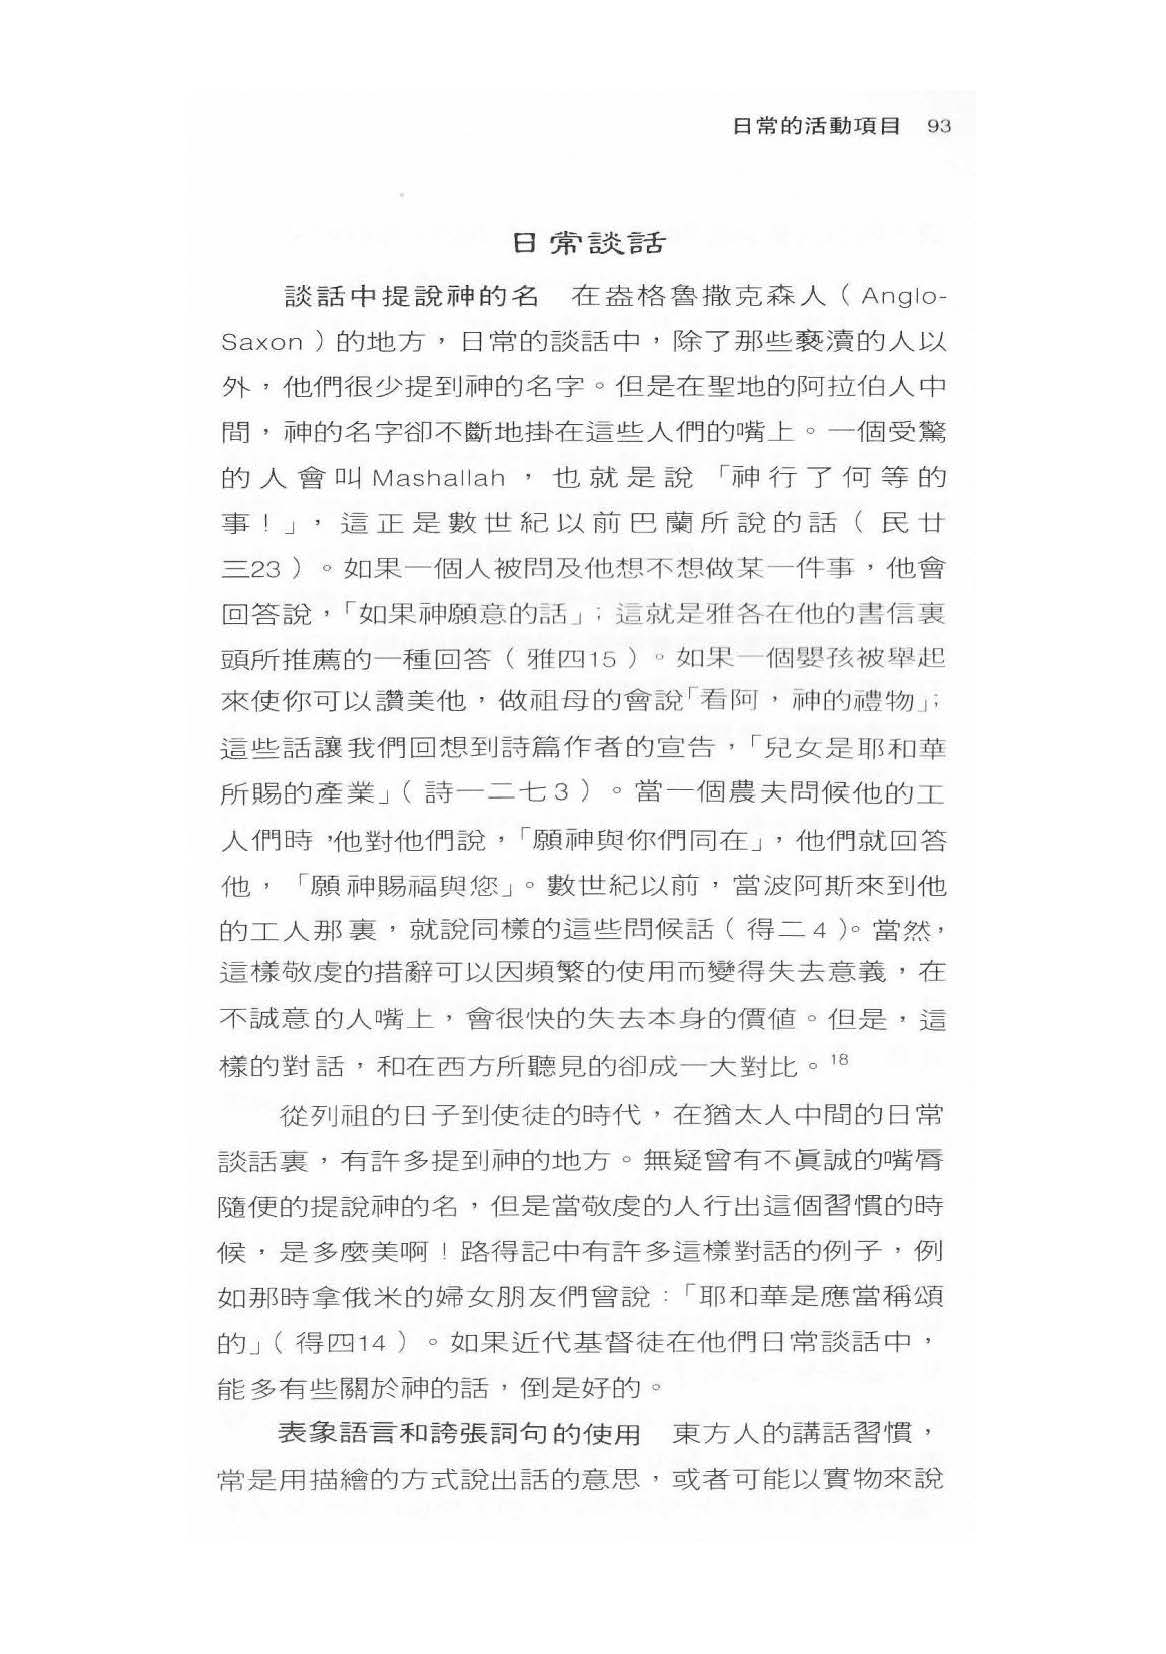 日常的活動項目 93
日常談話
談話中提說神的名 在盎格魯撒克森人（Anglo-
Saxon）的地方，日常的談話中，除了那些褻瀆的人以
外，他們很少提到神的名字。但是在聖地的阿拉伯人中
間，神的名字卻不斷地掛在這些人們的嘴上。一個受驚
的人會叫Mashallah，也就是說「神行了何等的
事！」，這正是數世紀以前巴蘭所說的話（民廿
三23）。如果一個人被問及他想不想做某一件事，他會
回答說，「如果神願意的話」；這就是雅各在他的書信裏
頭所推薦的一種回答（雅四15）。如果一個嬰孩被舉起
來使你可以讚美他，做祖母的會說「看阿，神的禮物」；
這些話讓我們回想到詩篇作者的宣告，「兒女是耶和華
所賜的產業」（詩一二七3）。當一個農夫問候他的工
人們時，他對他們說，「願神與你們同在」，他們就回答
他，「願神賜福與您」。數世紀以前，當波阿斯來到他
的工人那裏，就說同樣的這些問候話（得二4）。當然，
這樣敬虔的措辭可以因頻繁的使用而變得失去意義，在
不誠意的人嘴上，會很快的失去本身的價值。但是，這
樣的對話，和在西方所聽見的卻成一大對比。18
從列祖的日子到使徒的時代，在猶太人中間的日常
談話裏，有許多提到神的地方。無疑曾有不眞誠的嘴脣
隨便的提說神的名，但是當敬虔的人行出這個習慣的時
候，是多麼美啊！路得記中有許多這樣對話的例子，例
如那時拿俄米的婦女朋友們曾說：「耶和華是應當稱頌
的」（得四14）。如果近代基督徒在他們日常談話中，
能多有些關於神的話，倒是好的。
表象語言和誇張詞句的使用 東方人的講話習慣，
常是用描繪的方式說出話的意思，或者可能以實物來說